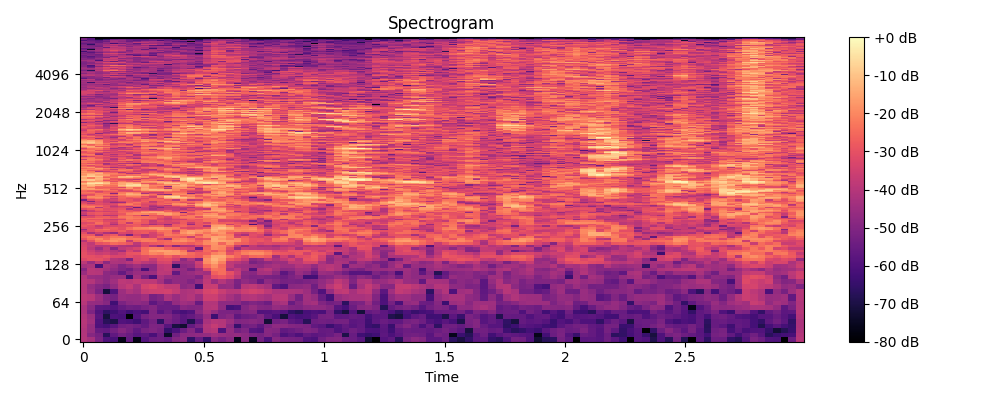 Spectrogram
Hz
4096
2048
1024
512
256
128
64
0
0
0.5
1
1.5
2
2.5
Time
+0 dB
-10 dB
-20 dB
-30 dB
-40 dB
-50 dB
-60 dB
-70 dB
-80 dB